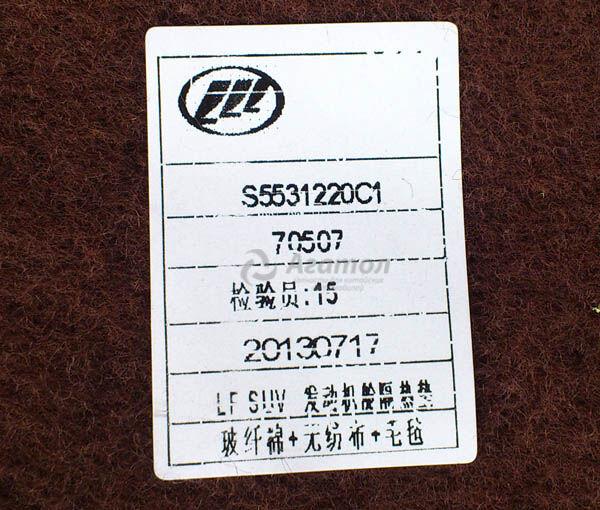 S5531220C1
70507
Агатол
检验员:15
20130717
LF SUV 发动机舱隔热垫
玻纤棉+无纺布+毛毡